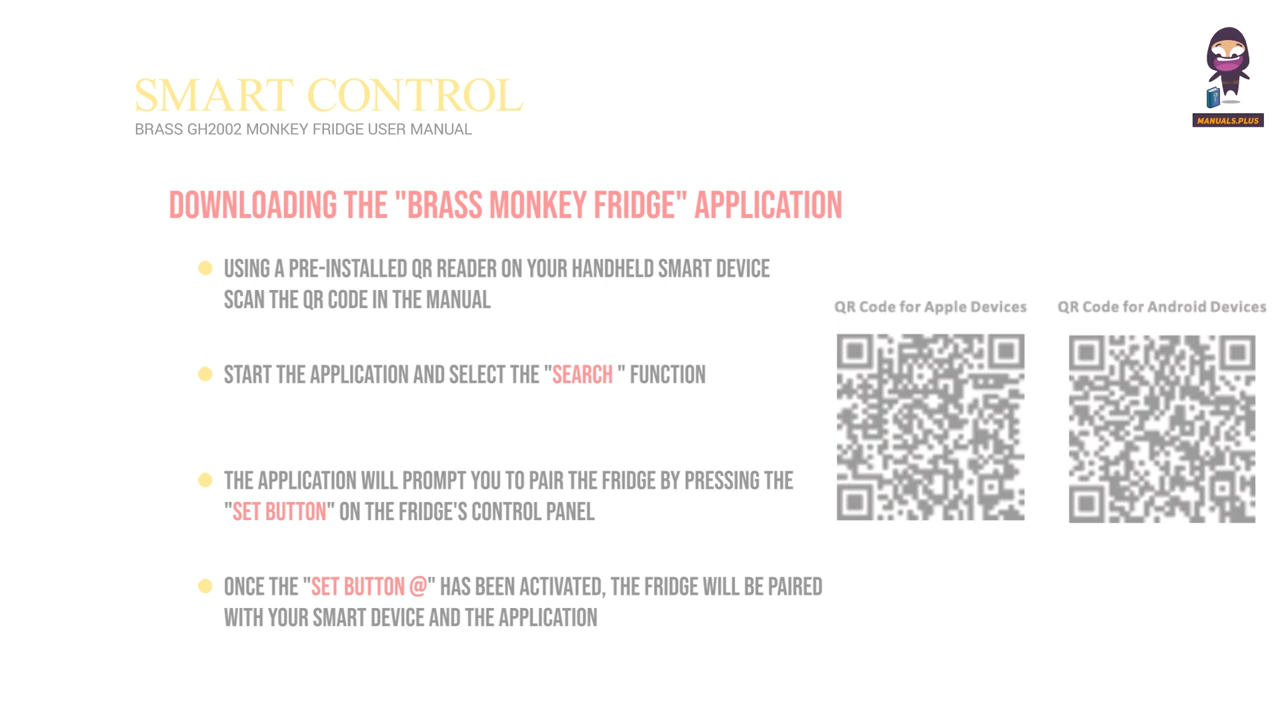 SMART CONTROL
BRASS GH2002 MONKEY FRIDGE USER MANUAL
MANUALS.PLUS
DOWNLOADING THE "BRASS MONKEY FRIDGE" APPLICATION
USING A PRE-INSTALLED QR READER ON YOUR HANDHELD SMART DEVICE
SCAN THE QR CODE IN THE MANUAL
START THE APPLICATION AND SELECT THE "SEARCH " FUNCTION
THE APPLICATION WILL PROMPT YOU TO PAIR THE FRIDGE BY PRESSING THE
"SET BUTTON" ON THE FRIDGE'S CONTROL PANEL
ONCE THE "SET BUTTON @" HAS BEEN ACTIVATED, THE FRIDGE WILL BE PAIRED
WITH YOUR SMART DEVICE AND THE APPLICATION
QR Code for Apple Devices
QR Code for Android Devices